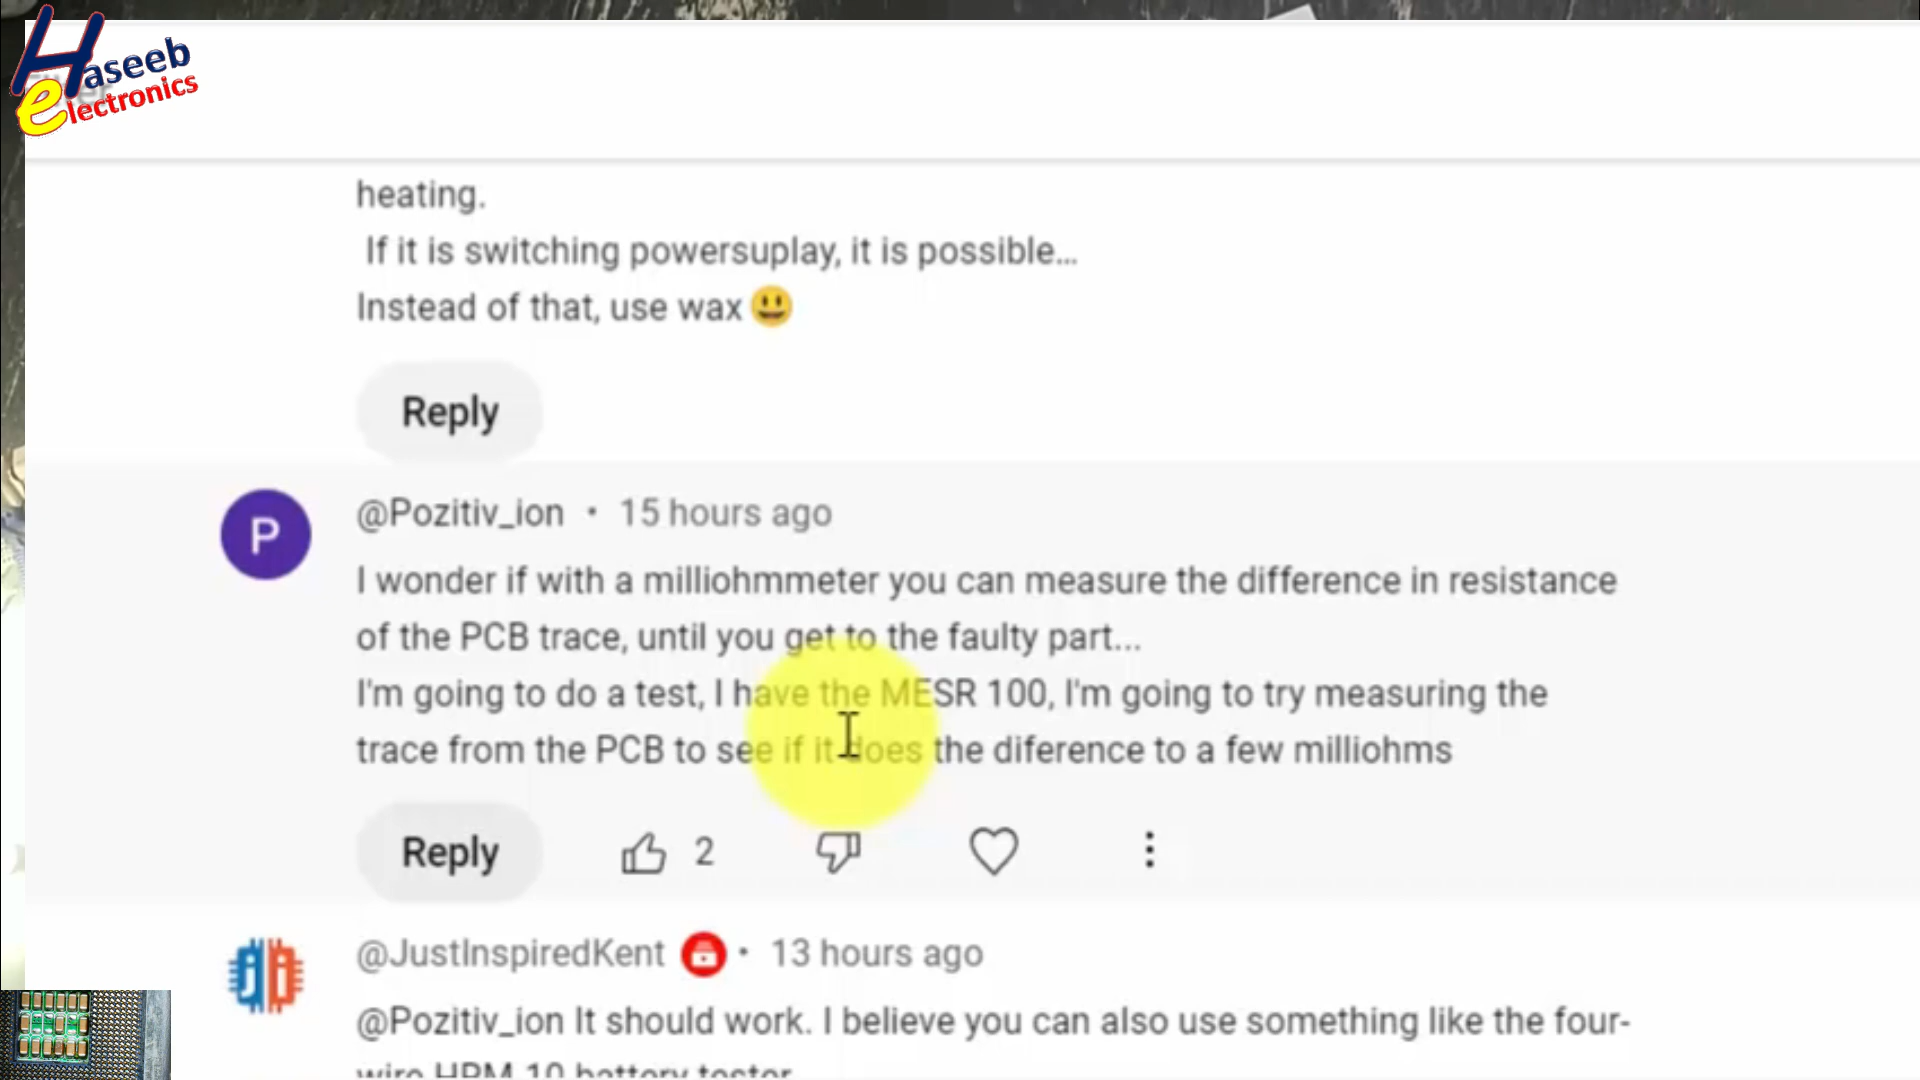 Haseeb
electronics
heating.
If it is switching powersuplay, it is possible...
Instead of that, use wax 😃
Reply
P
@Pozitiv_ion • 15 hours ago
I wonder if with a milliohmmeter you can measure the difference in resistance
of the PCB trace, until you get to the faulty part...
I'm going to do a test, I have the MESR 100, I'm going to try measuring the
trace from the PCB to see if it does the diference to a few milliohms
Reply 2
ji
@JustInspiredKent • 13 hours ago
@Pozitiv_ion It should work. I believe you can also use something like the four-
wire HRM 10 battery tester